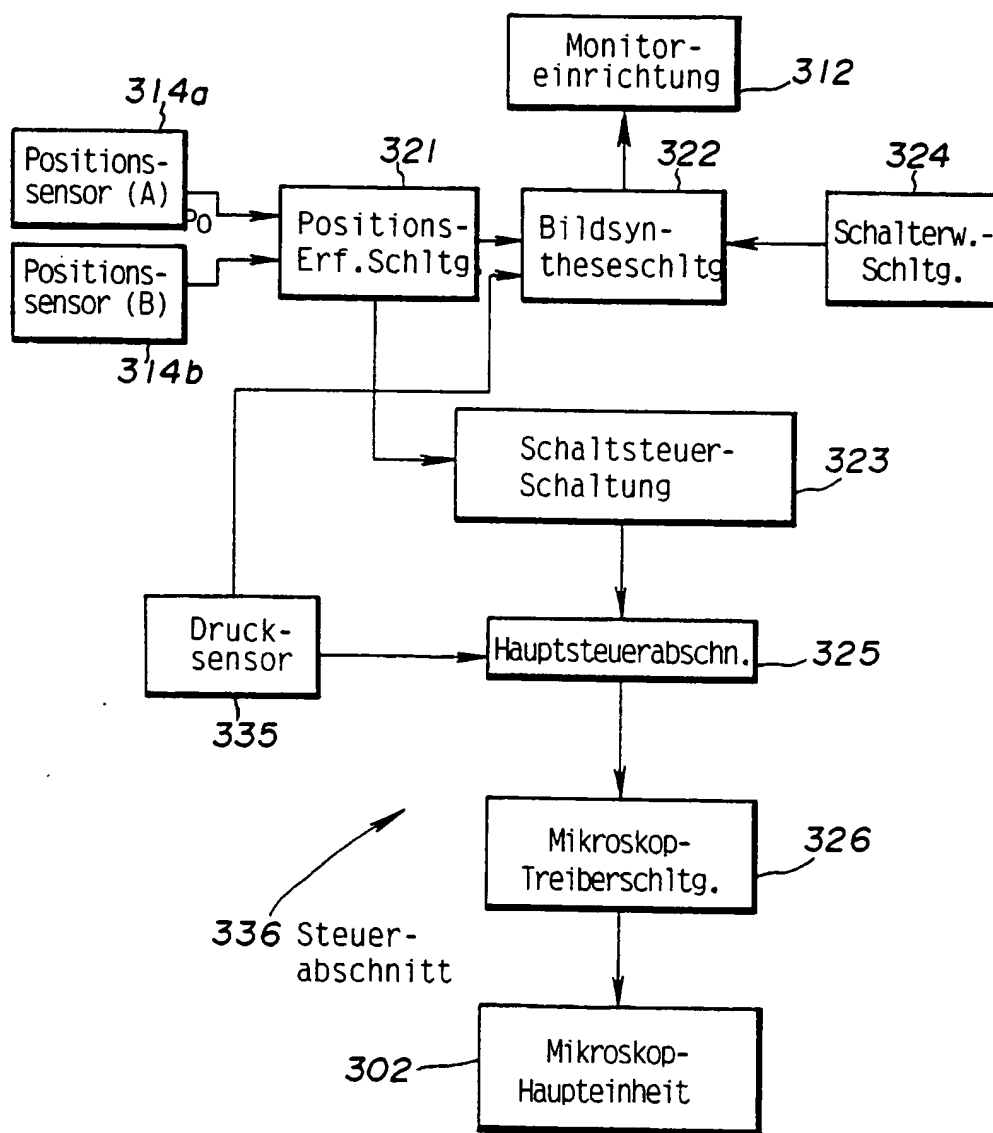 Monitor-
einrichtung
312
314a
Positions-
sensor (A)
P0
Positions-
sensor (B)
314b
321
Positions-
Erf.Schltg.
322
Bildsyn-
theseschltg
324
Schalterw.-
Schltg.
Schaltsteuer-
Schaltung
323
Druck-
sensor
335
Hauptsteuerabschn.
325
Mikroskop-
Treiberschltg.
326
336 Steuer-
abschnitt
302
Mikroskop-
Haupteinheit